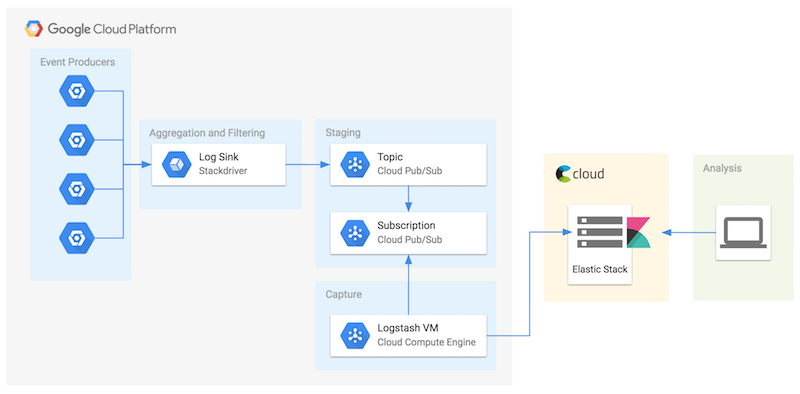 Google Cloud Platform
Event Producers
Aggregation and Filtering
Log Sink
Stackdriver
Staging
Topic
Cloud Pub/Sub
Subscription
Cloud Pub/Sub
Capture
Logstash VM
Cloud Compute Engine
cloud
Elastic Stack
Analysis